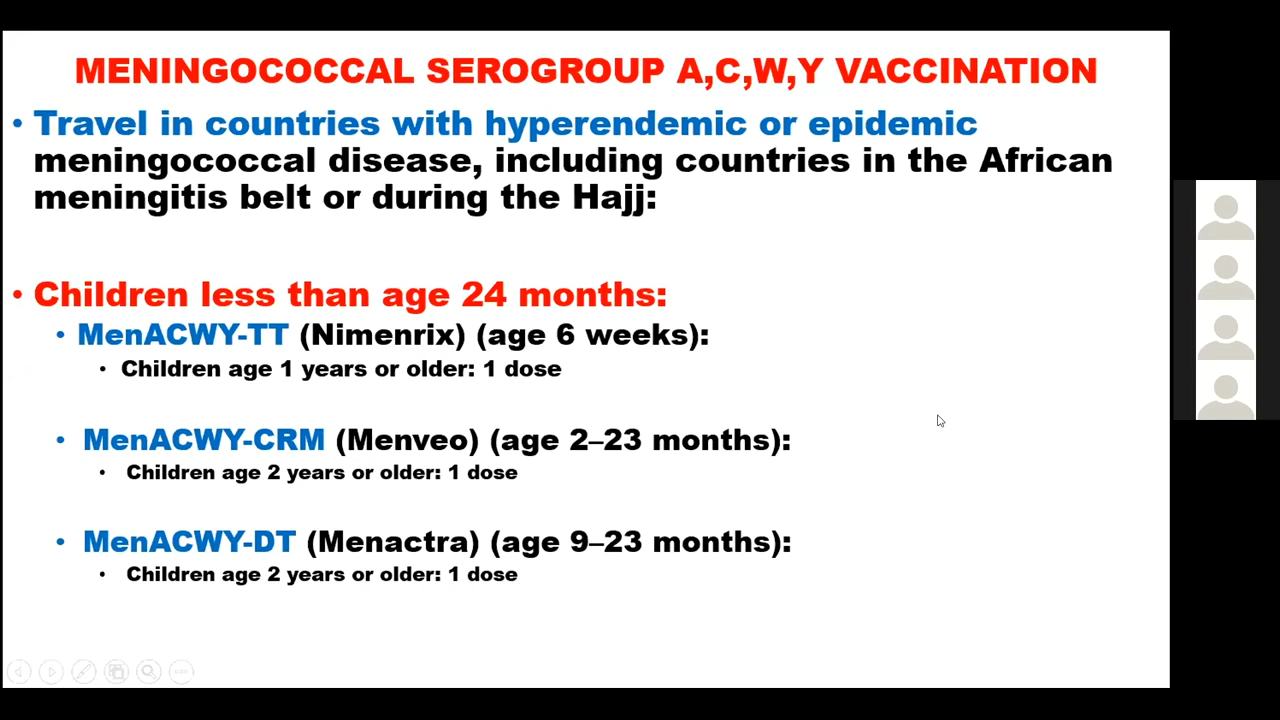 MENINGOCOCCAL SEROGROUP A,C,W,Y VACCINATION
• Travel in countries with hyperendemic or epidemic
meningococcal disease, including countries in the African
meningitis belt or during the Hajj:
• Children less than age 24 months:
• MenACWY-TT (Nimenrix) (age 6 weeks):
• Children age 1 years or older: 1 dose
• MenACWY-CRM (Menveo) (age 2–23 months):
• Children age 2 years or older: 1 dose
• MenACWY-DT (Menactra) (age 9–23 months):
• Children age 2 years or older: 1 dose